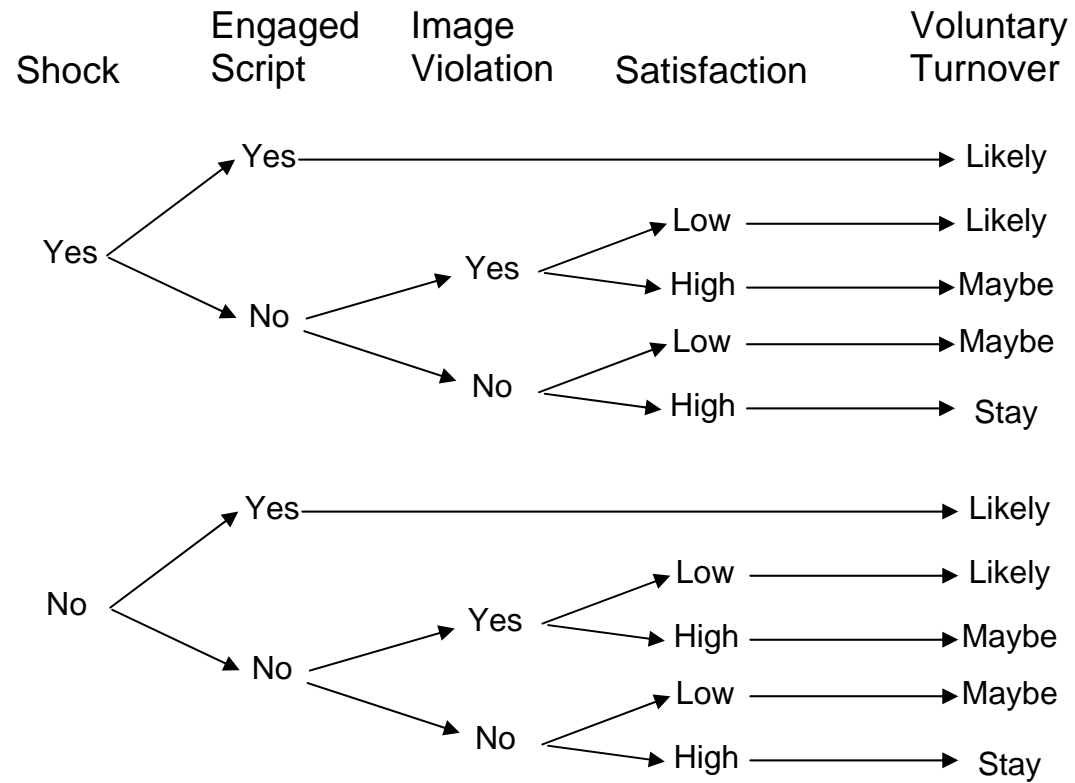 Shock
Engaged
Script
Image
Violation
Satisfaction
Voluntary
Turnover
Yes
Likely
Low
Likely
Yes
Yes
High
Maybe
No
Low
Maybe
No
High
Stay
Yes
Likely
Low
Likely
No
Yes
High
Maybe
No
Low
Maybe
No
High
Stay